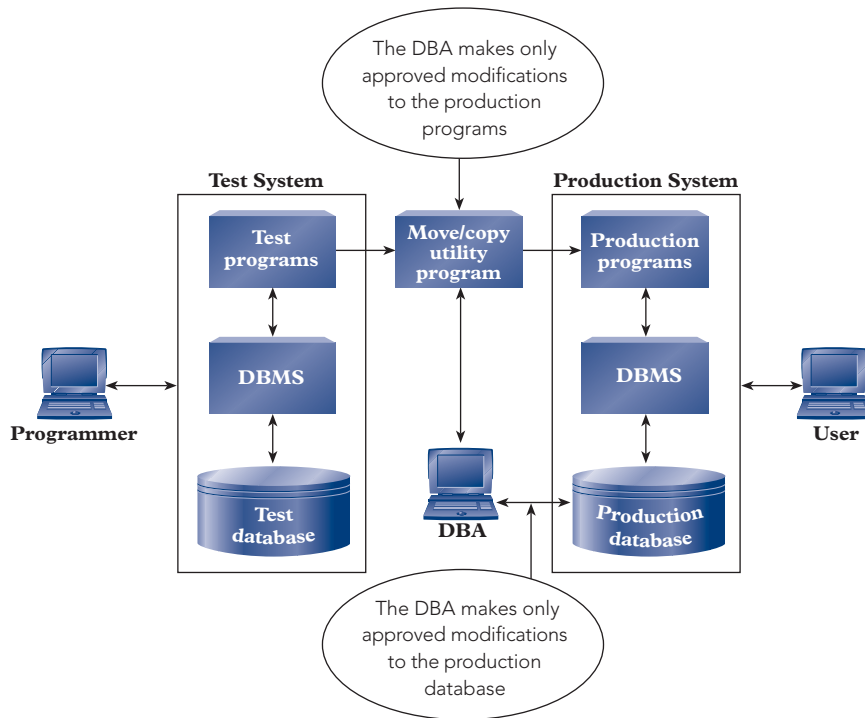 The DBA makes only
approved modifications
to the production
programs
Test System
Production System
Test
programs
Move/copy
utility
program
Production
programs
DBMS
DBMS
Programmer
User
Test
database
DBA
Production
database
The DBA makes only
approved modifications
to the production
database